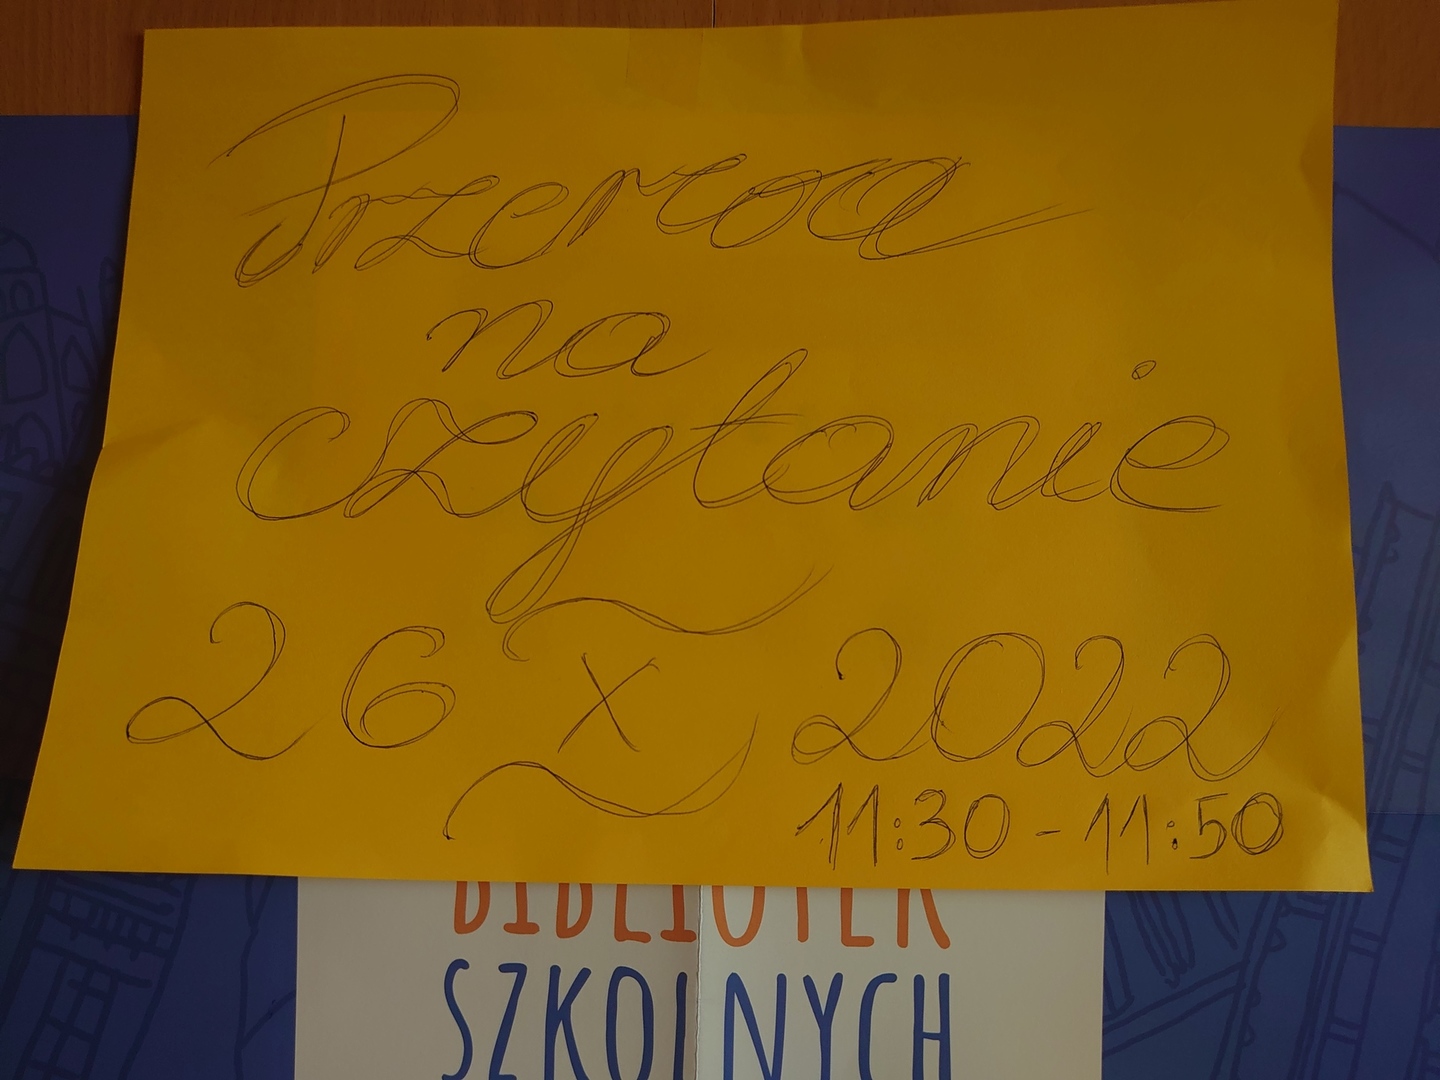 Przerwa
na
czytanie
26 X 2022
11:30 - 11:50
BIBLIOTEK
SZKOLNYCH